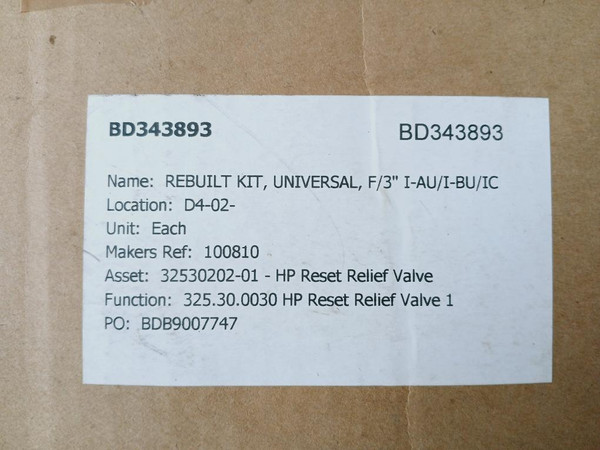 BD343893 BD343893
Name: REBUILT KIT, UNIVERSAL, F/3" I-AU/I-BU/IC
Location: D4-02-
Unit: Each
Makers Ref: 100810
Asset: 32530202-01 - HP Reset Relief Valve
Function: 325.30.0030 HP Reset Relief Valve 1
PO: BDB9007747